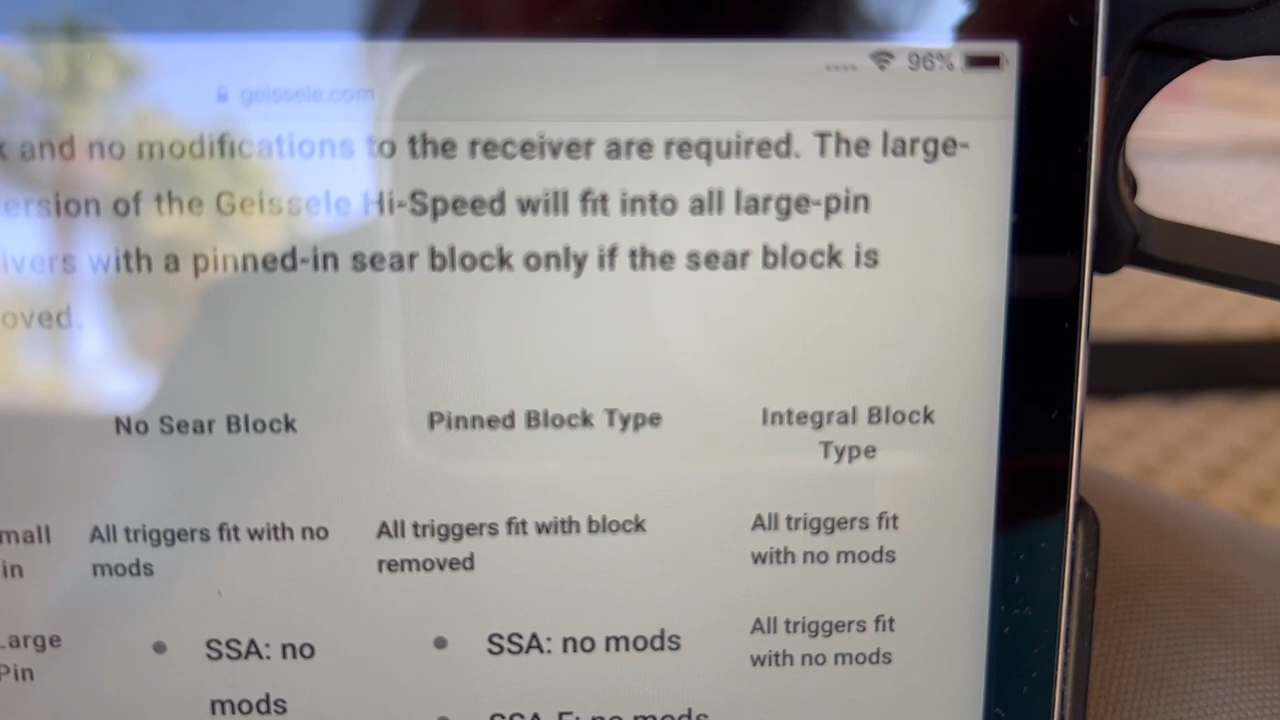 96%
geissele.com
and no modifications to the receiver are required. The large-
ersion of the Geissele Hi-Speed will fit into all large-pin
ivers with a pinned-in sear block only if the sear block is
oved.
No Sear Block
Pinned Block Type
Integral Block
Type
mall
in
All triggers fit with no
mods
All triggers fit with block
removed
All triggers fit
with no mods
Large
Pin
SSA: no
mods
SSA: no mods
SSA-E: no mods
All triggers fit
with no mods